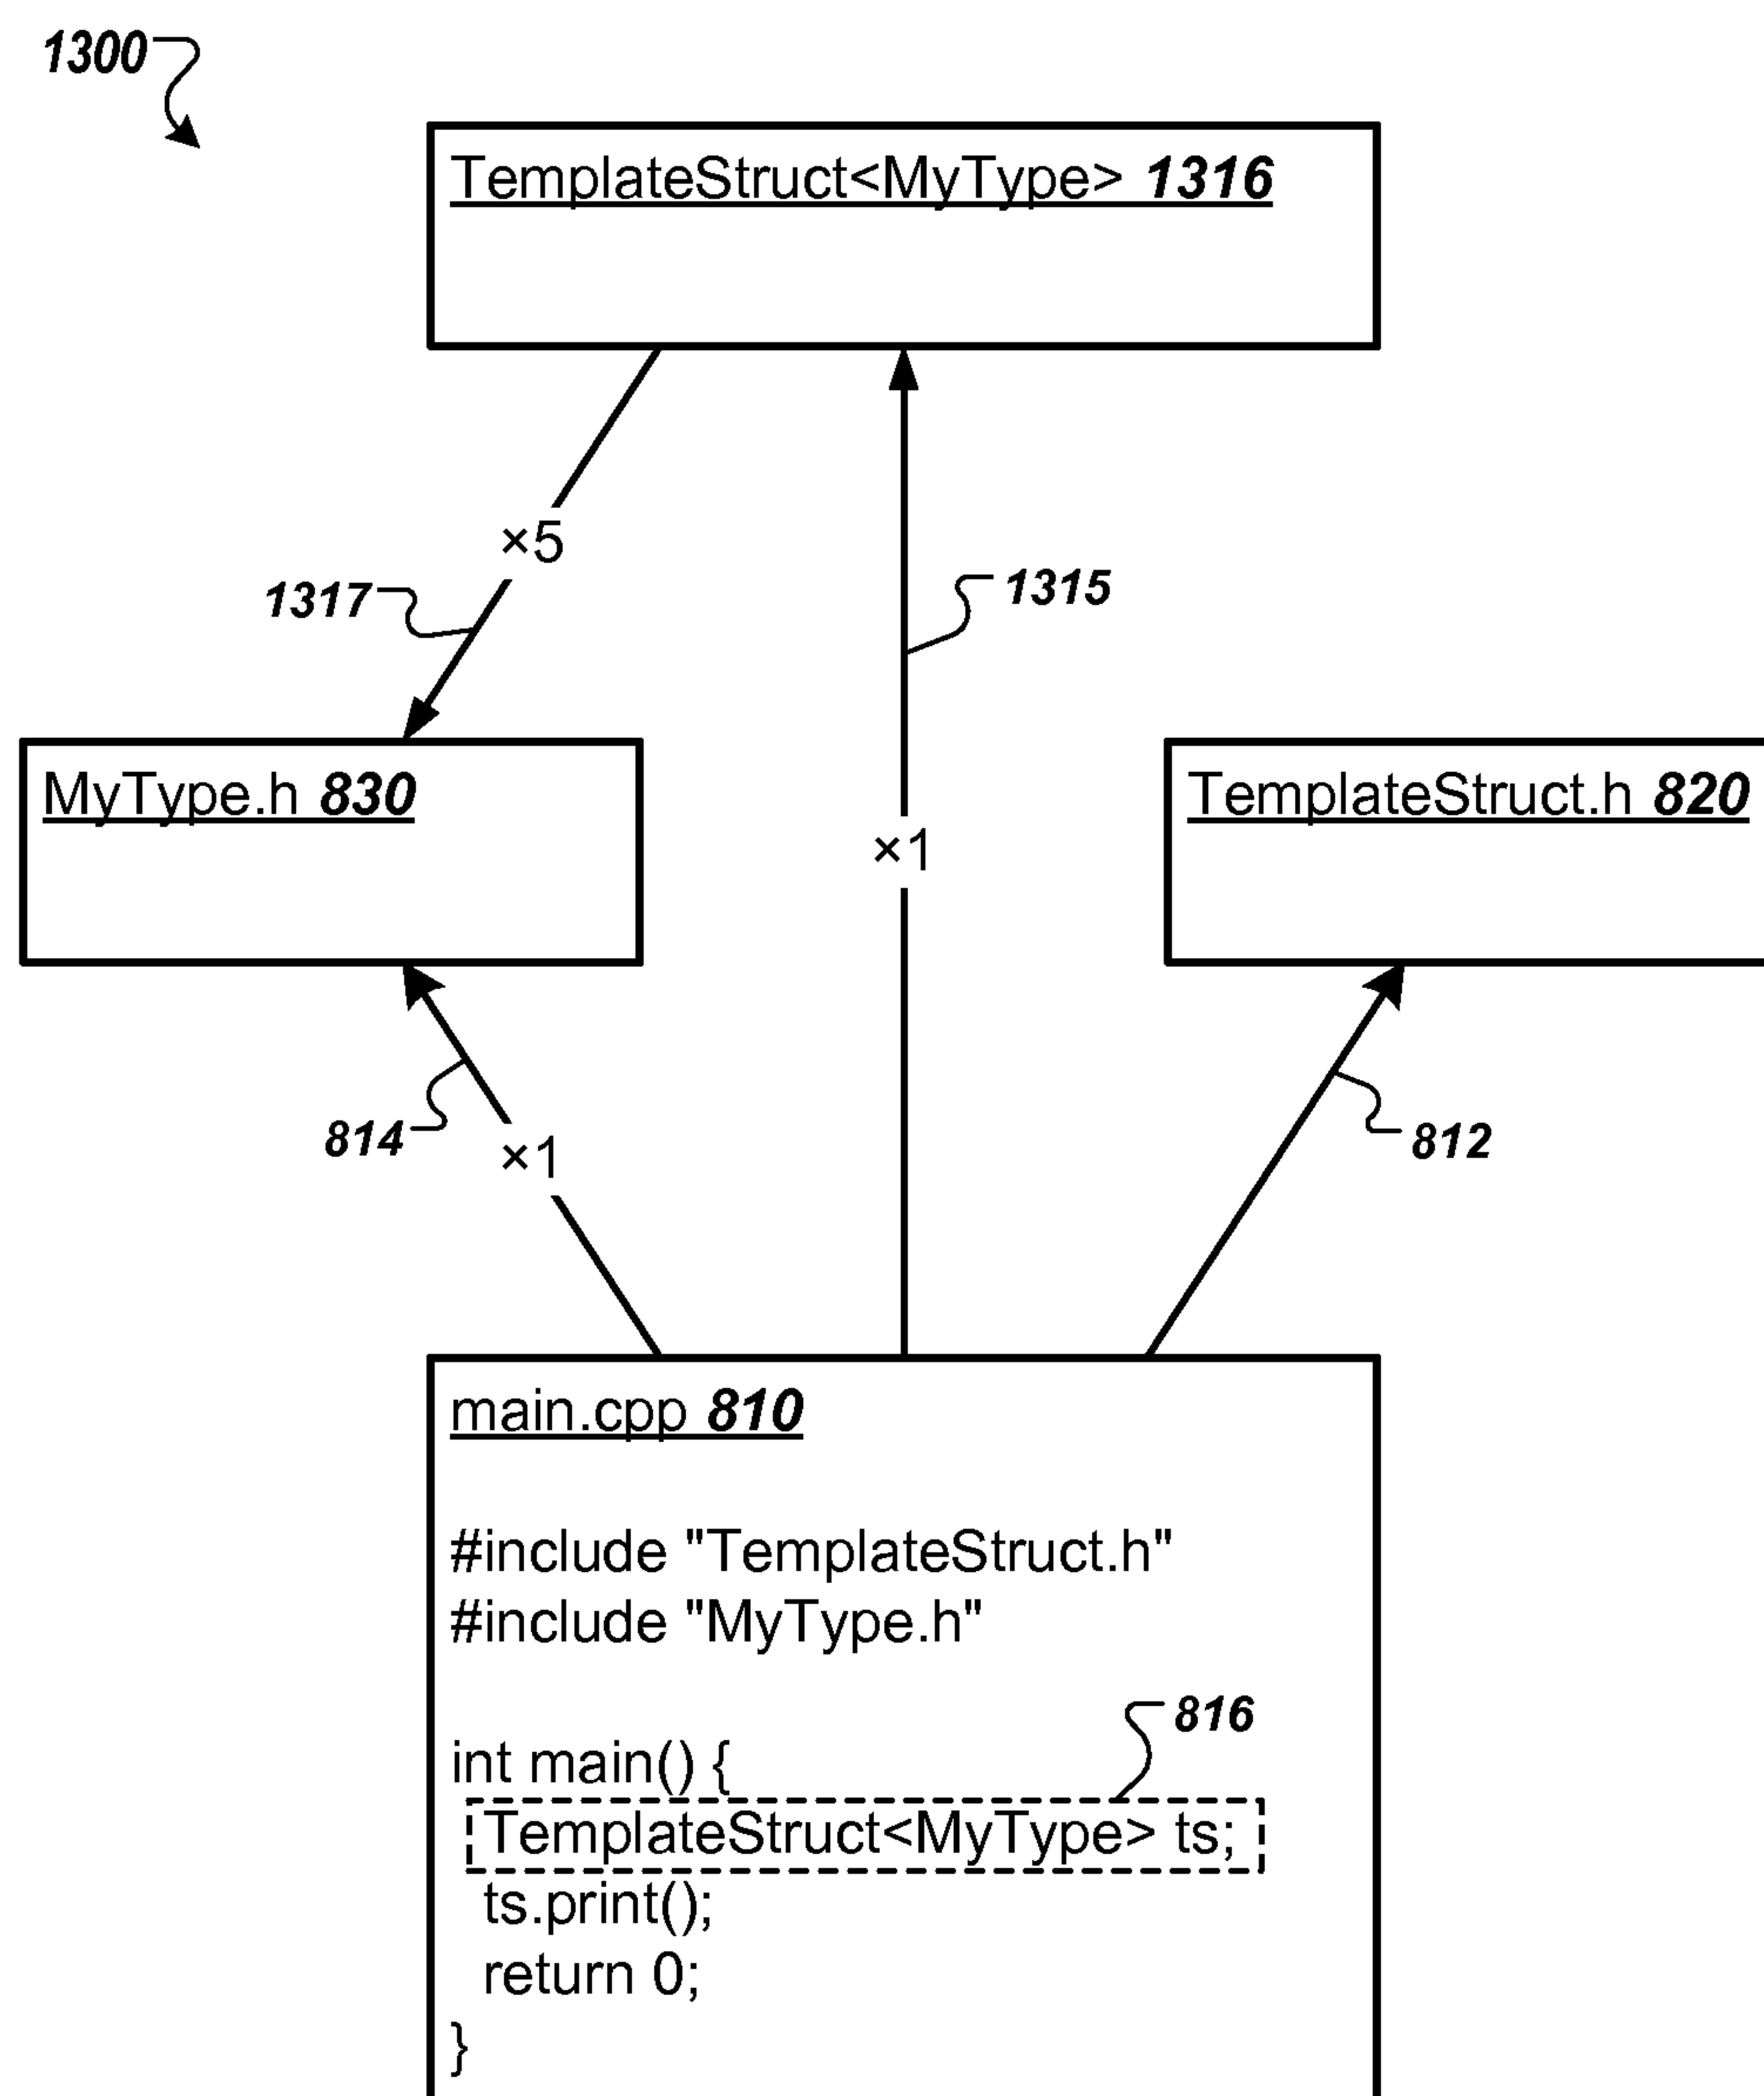 1300
TemplateStruct<MyType> 1316
×5
1317
1315
MyType.h 830
TemplateStruct.h 820
×1
814
×1
812
main.cpp 810
#include "TemplateStruct.h"
#include "MyType.h"
816
int main() {
TemplateStruct<MyType> ts;
ts.print();
return 0;
}